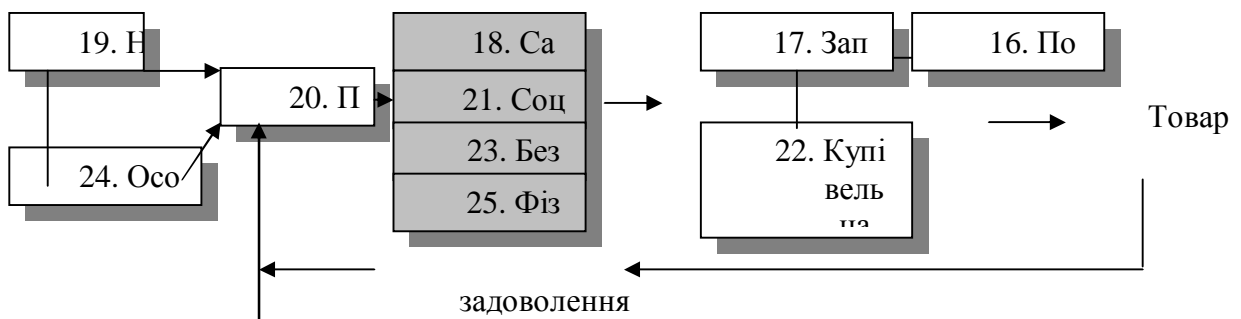 19. Н
18. Са
17. Зап
16. По
20. П
21. Соц
Товар
24. Осо
23. Без
22. Купі
вель
на
25. Фіз
задоволення